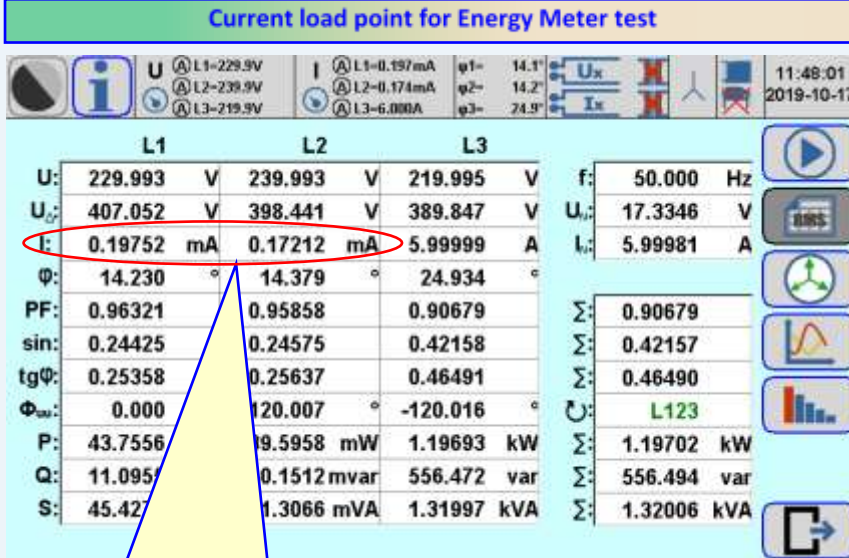 Current load point for Energy Meter test
U Ⓐ L1=229.9V I Ⓐ L1=0.197mA φ1= 14.1° Ux 11:48:01
Ⓐ L2=239.9V Ⓐ L2=0.174mA φ2= 14.2° 2019-10-17
Ⓐ L3=219.9V Ⓐ L3=6.000A φ3= 24.9° Ix
L1 L2 L3
U: 229.993 V 239.993 V 219.995 V f: 50.000 Hz
U△: 407.052 V 398.441 V 389.847 V 17.3346 V
I: 0.19752 mA 0.17212 mA 5.99999 A 5.99981 A
φ: 14.230 ° 14.379 ° 24.934 °
PF: 0.96321 0.95858 0.90679 Σ: 0.90679
sin: 0.24425 0.24575 0.42158 Σ: 0.42157
tgφ: 0.25358 0.25637 0.46491 Σ: 0.46490
0.000 120.007 ° -120.016 ° L123
P: 43.7556 mW 1.19693 kW Σ: 1.19702 kW
Q: 0.1512 mvar 556.472 var Σ: 556.494 var
S: 45.42 1.3066 mVA 1.31997 kVA Σ: 1.32006 kVA
RMS